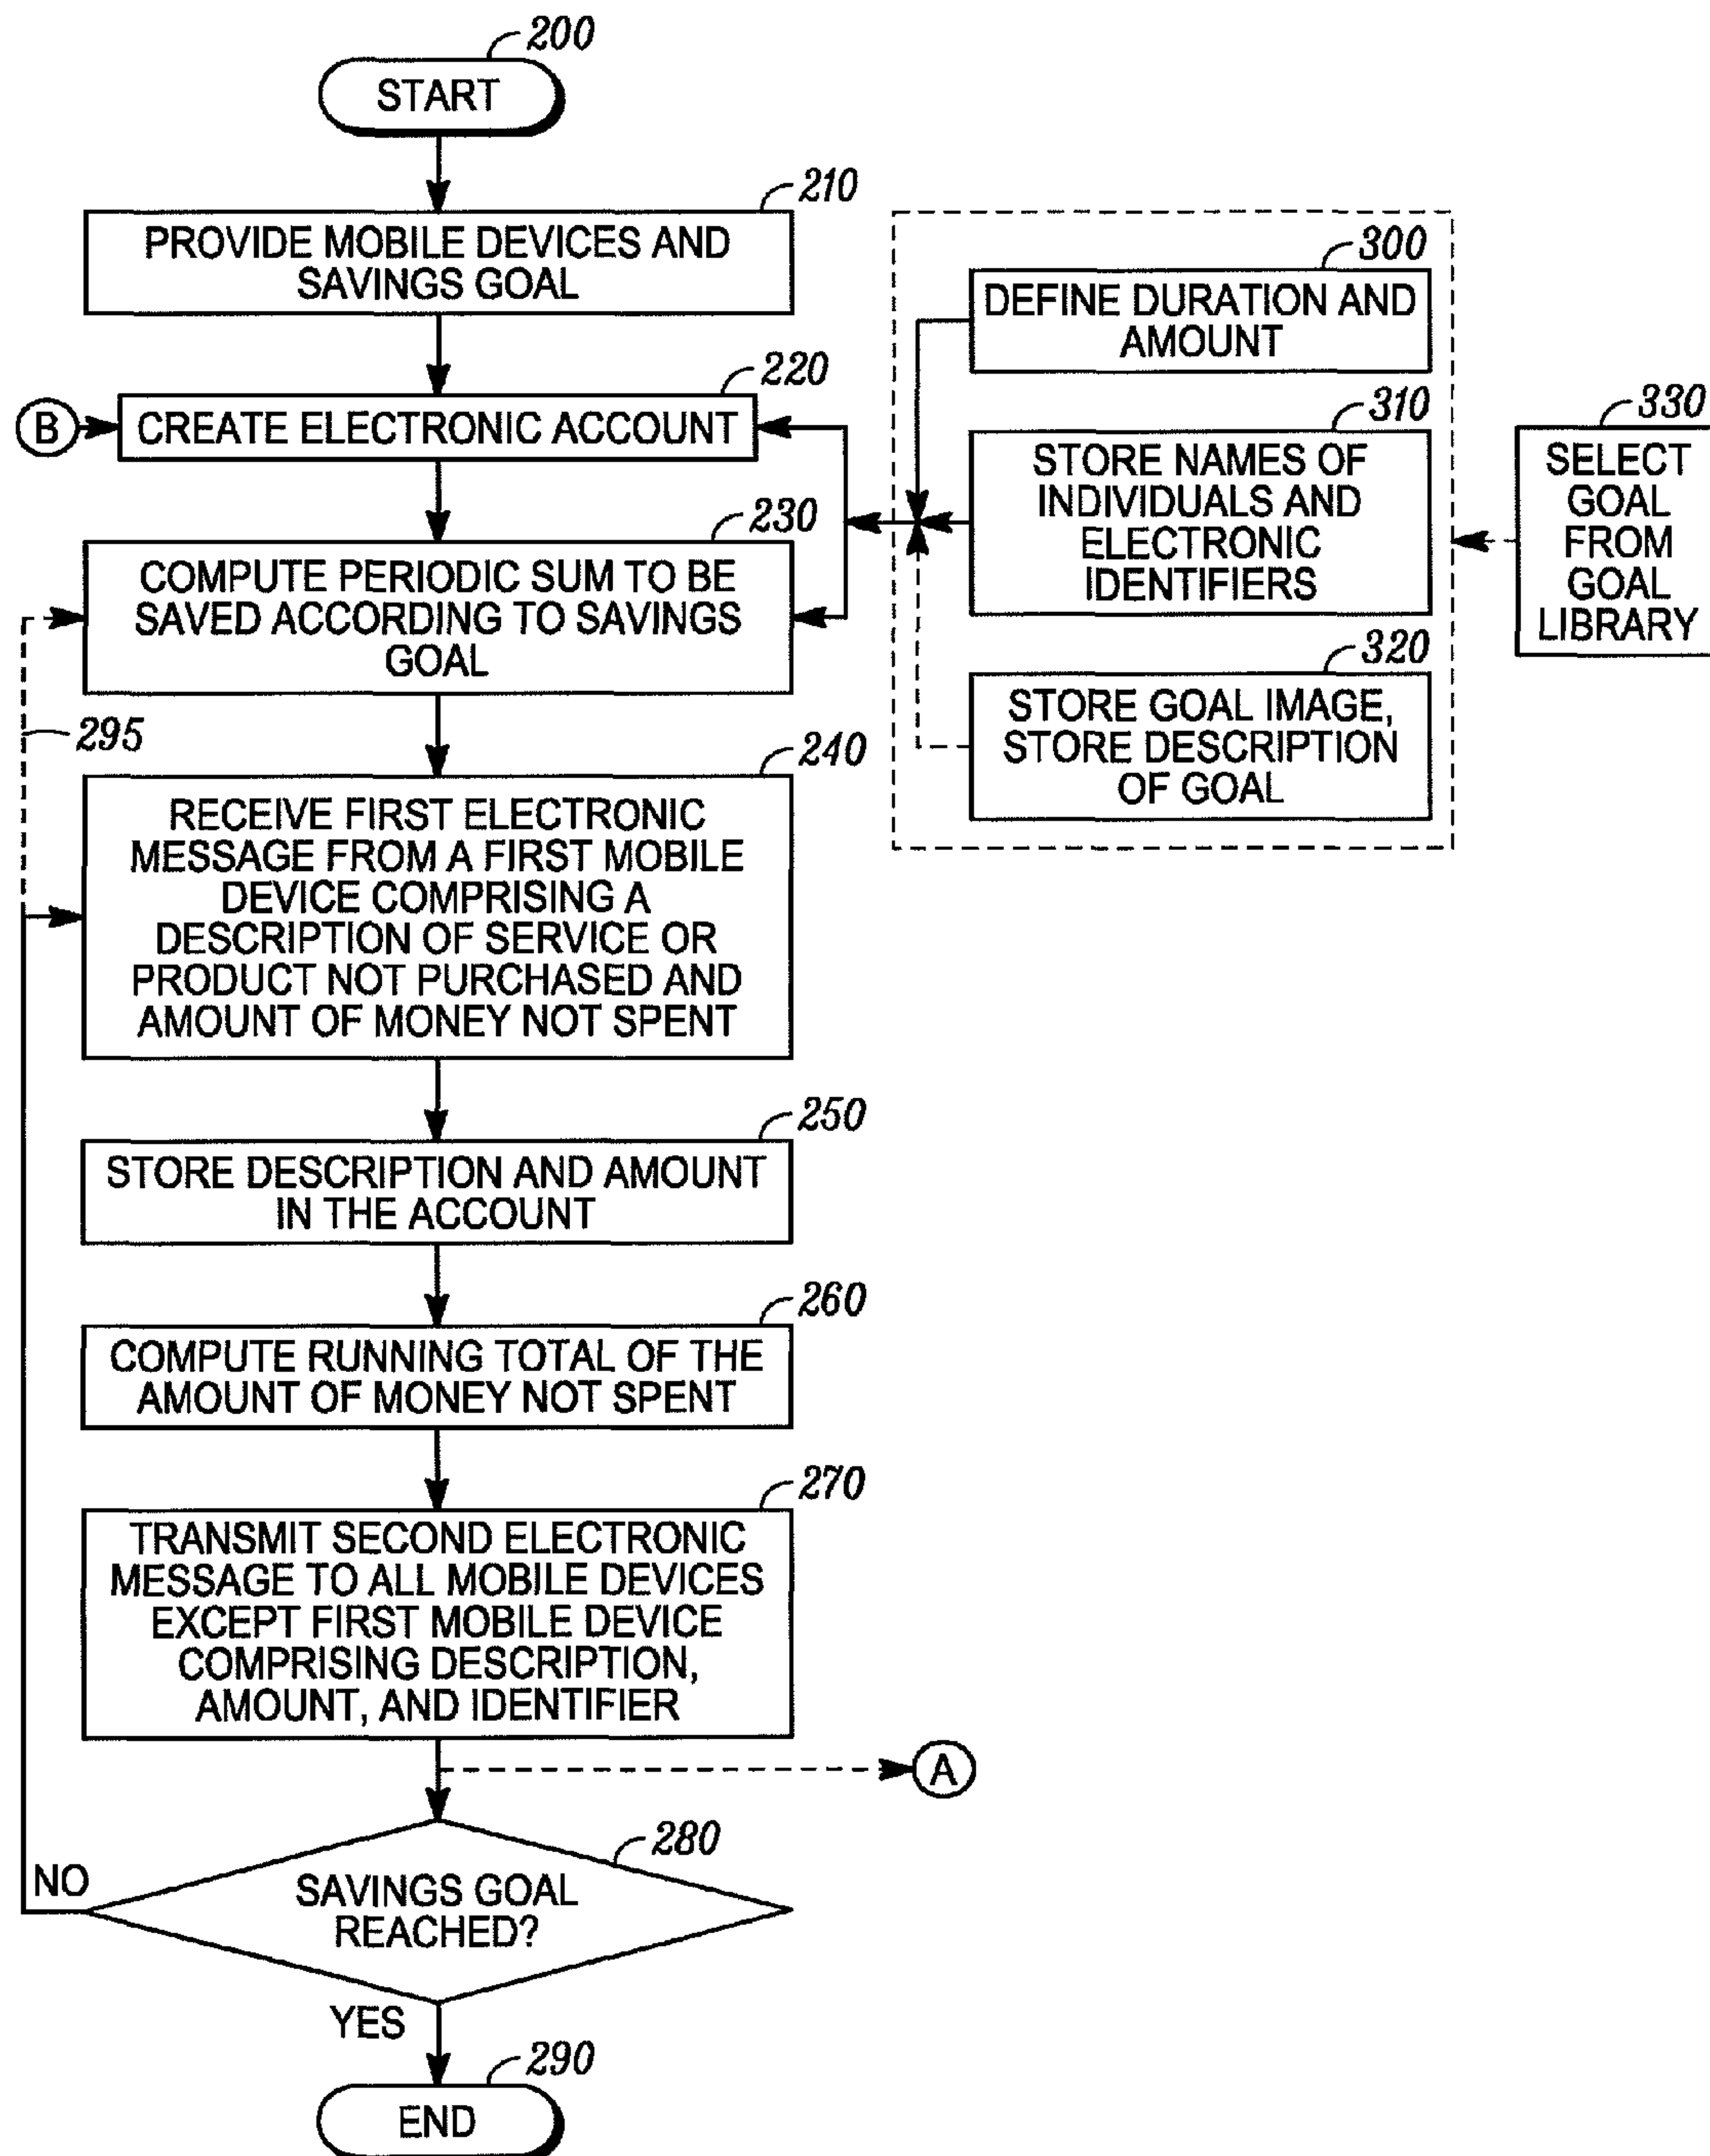 200
START
210
PROVIDE MOBILE DEVICES AND
SAVINGS GOAL
220
B
CREATE ELECTRONIC ACCOUNT
230
COMPUTE PERIODIC SUM TO BE
SAVED ACCORDING TO SAVINGS
GOAL
295
240
RECEIVE FIRST ELECTRONIC
MESSAGE FROM A FIRST MOBILE
DEVICE COMPRISING A
DESCRIPTION OF SERVICE OR
PRODUCT NOT PURCHASED AND
AMOUNT OF MONEY NOT SPENT
250
STORE DESCRIPTION AND AMOUNT
IN THE ACCOUNT
260
COMPUTE RUNNING TOTAL OF THE
AMOUNT OF MONEY NOT SPENT
270
TRANSMIT SECOND ELECTRONIC
MESSAGE TO ALL MOBILE DEVICES
EXCEPT FIRST MOBILE DEVICE
COMPRISING DESCRIPTION,
AMOUNT, AND IDENTIFIER
A
280
NO
SAVINGS GOAL
REACHED?
YES
290
END
300
DEFINE DURATION AND
AMOUNT
310
STORE NAMES OF
INDIVIDUALS AND
ELECTRONIC
IDENTIFIERS
320
STORE GOAL IMAGE,
STORE DESCRIPTION
OF GOAL
330
SELECT
GOAL
FROM
GOAL
LIBRARY